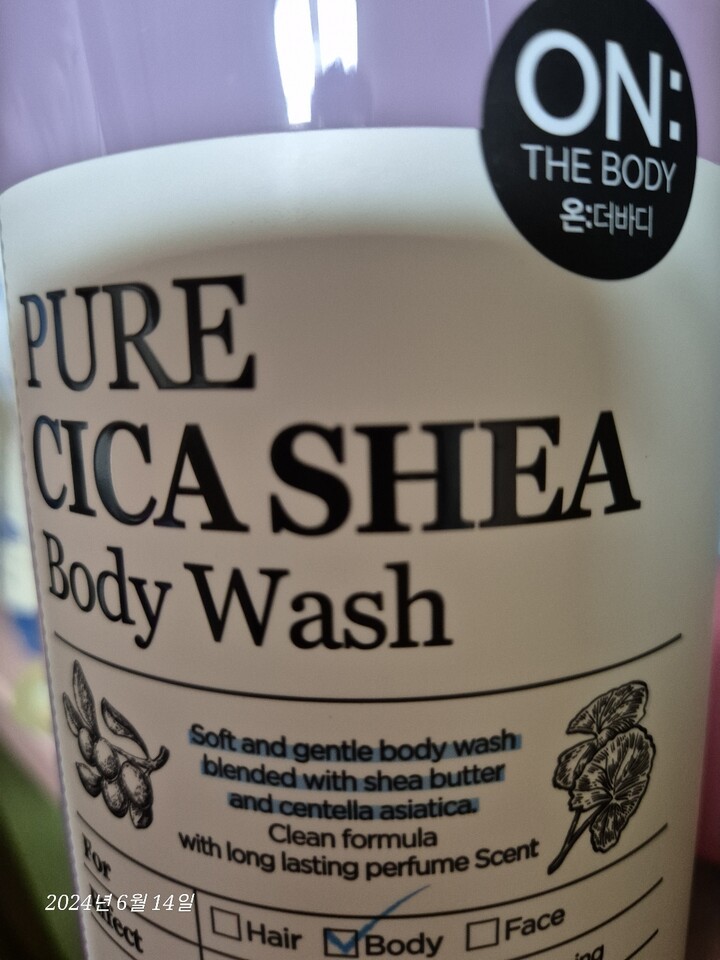 ON:
THE BODY
온:더바디
PURE
CICA SHEA
Body Wash
Soft and gentle body wash
blended with shea butter
and centella asiatica.
Clean formula
with long lasting perfume Scent
For
Hair Body Face
2024년 6월 14일